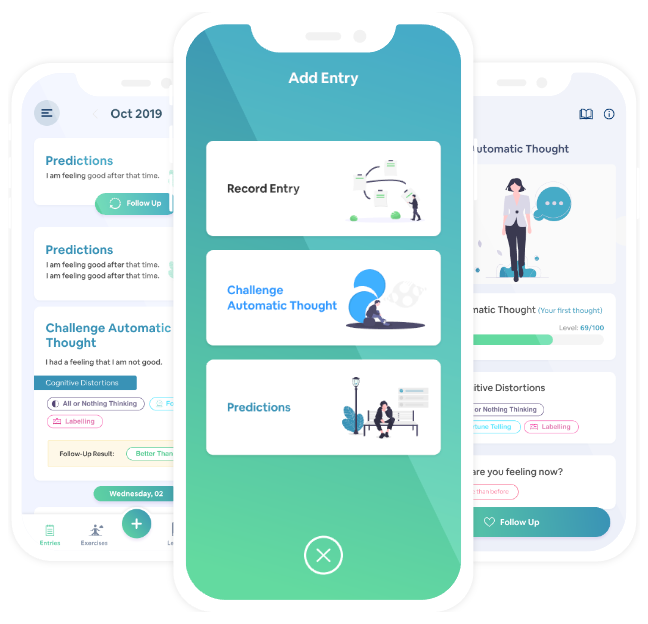 Oct 2019
Predictions
I am feeling good after that time.
Follow Up
Predictions
I am feeling good after that time.
I am feeling good after that time.
Challenge Automatic
Thought
I had a feeling that I am not good.
Cognitive Distortions
All or Nothing Thinking
Fo
Labelling
Follow-Up Result:
Better Than
Wednesday, 02
Entries
Exercises
Le
Add Entry
Record Entry
Challenge
Automatic Thought
Predictions
utomatic Thought
matic Thought (Your first thought)
Level: 69/100
itive Distortions
or Nothing Thinking
tune Telling
Labelling
are you feeling now?
than before
Follow Up